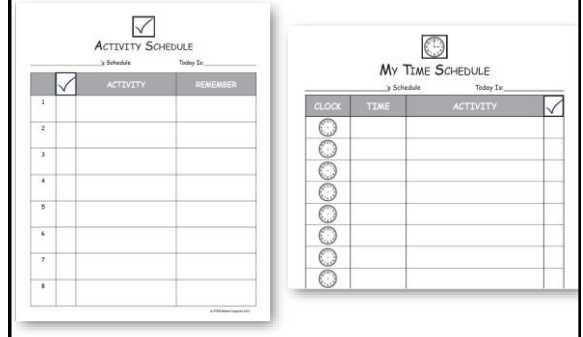 ACTIVITY SCHEDULE
's Schedule Today Is:
ACTIVITY REMEMBER
1
2
3
4
5
6
7
8
MY TIME SCHEDULE
's Schedule Today Is:
CLOCK TIME ACTIVITY